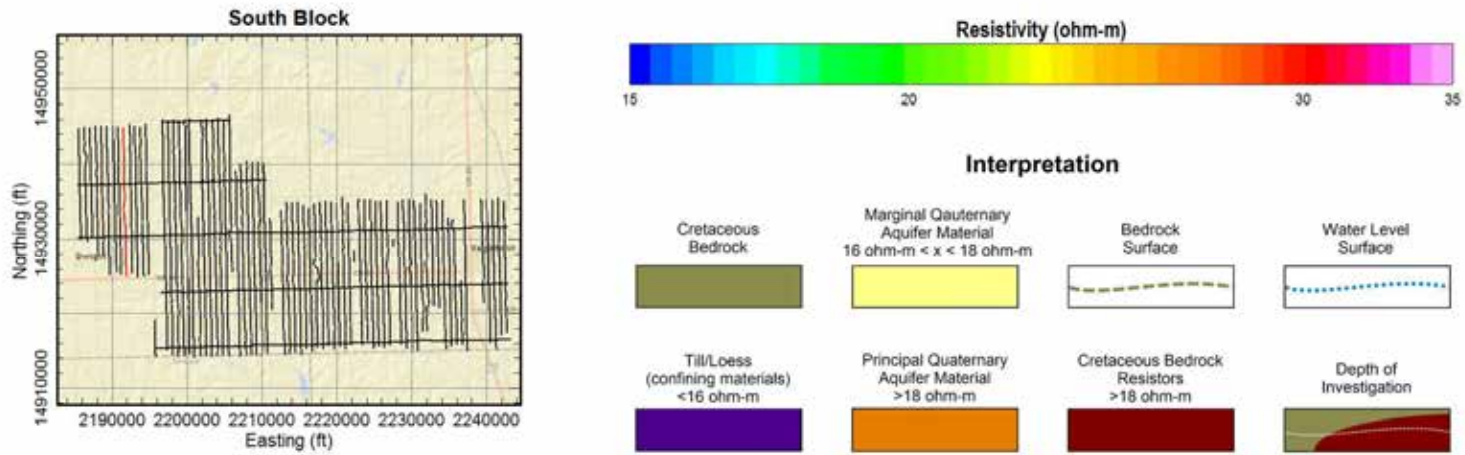 South Block
Northing (ft)
14950000
14930000
14910000
2190000 2200000 2210000 2220000 2230000 2240000
Easting (ft)
Resistivity (ohm-m)
15 20 30 35
Interpretation
Cretaceous
Bedrock
Marginal Qauternary
Aquifer Material
16 ohm-m < x < 18 ohm-m
Bedrock
Surface
Water Level
Surface
Till/Loess
(confining materials)
<16 ohm-m
Principal Quaternary
Aquifer Material
>18 ohm-m
Cretaceous Bedrock
Resistors
>18 ohm-m
Depth of
Investigation